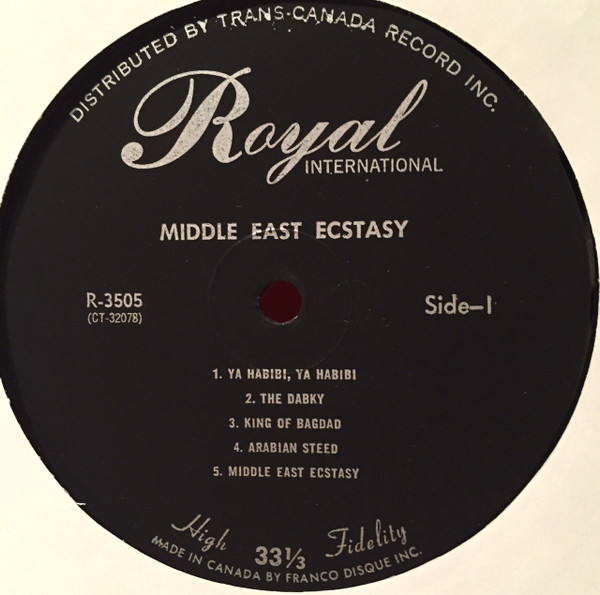 DISTRIBUTED BY TRANS-CANADA RECORD INC.
Royal
INTERNATIONAL
MIDDLE EAST ECSTASY
R-3505
(CT-32078)
Side-1
1. YA HABIBI, YA HABIBI
2. THE DABKY
3. KING OF BAGDAD
4. ARABIAN STEED
5. MIDDLE EAST ECSTASY
High 33⅓ Fidelity
MADE IN CANADA BY FRANCO DISQUE INC.